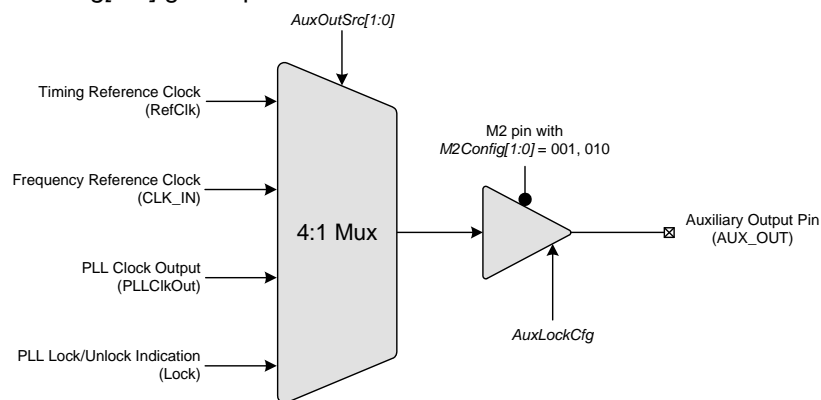 AuxOutSrc[1:0]
Timing Reference Clock
(RefClk)
M2 pin with
M2Config[1:0] = 001, 010
Frequency Reference Clock
(CLK_IN)
4:1 Mux
Auxiliary Output Pin
(AUX_OUT)
PLL Clock Output
(PLLClkOut)
AuxLockCfg
PLL Lock/Unlock Indication
(Lock)